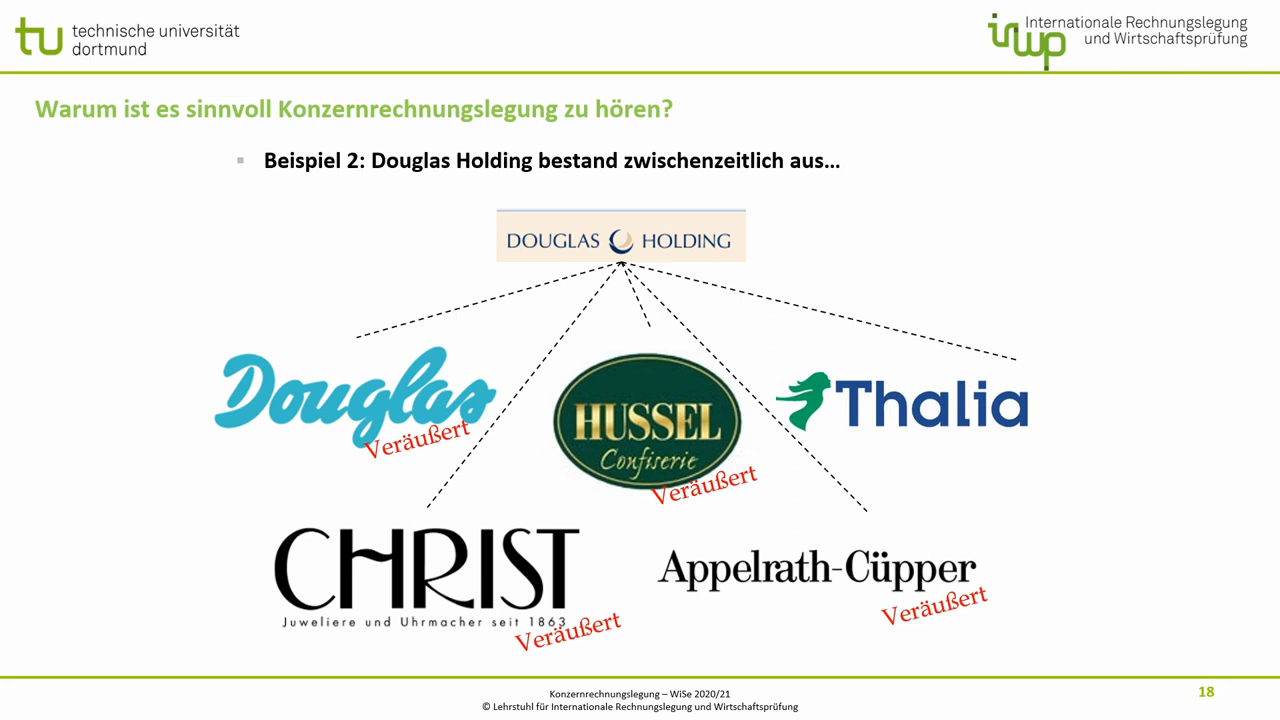 tu technische universität
dortmund
irwp Internationale Rechnungslegung
und Wirtschaftsprüfung
Warum ist es sinnvoll Konzernrechnungslegung zu hören?
Beispiel 2: Douglas Holding bestand zwischenzeitlich aus…
DOUGLAS HOLDING
Douglas
Veräußert
HUSSEL
Confiserie
Veräußert
Thalia
CHRIST
Juweliere und Uhrmacher seit 1863
Veräußert
Appelrath-Cüpper
Veräußert
Konzernrechnungslegung – WiSe 2020/21
© Lehrstuhl für Internationale Rechnungslegung und Wirtschaftsprüfung
18